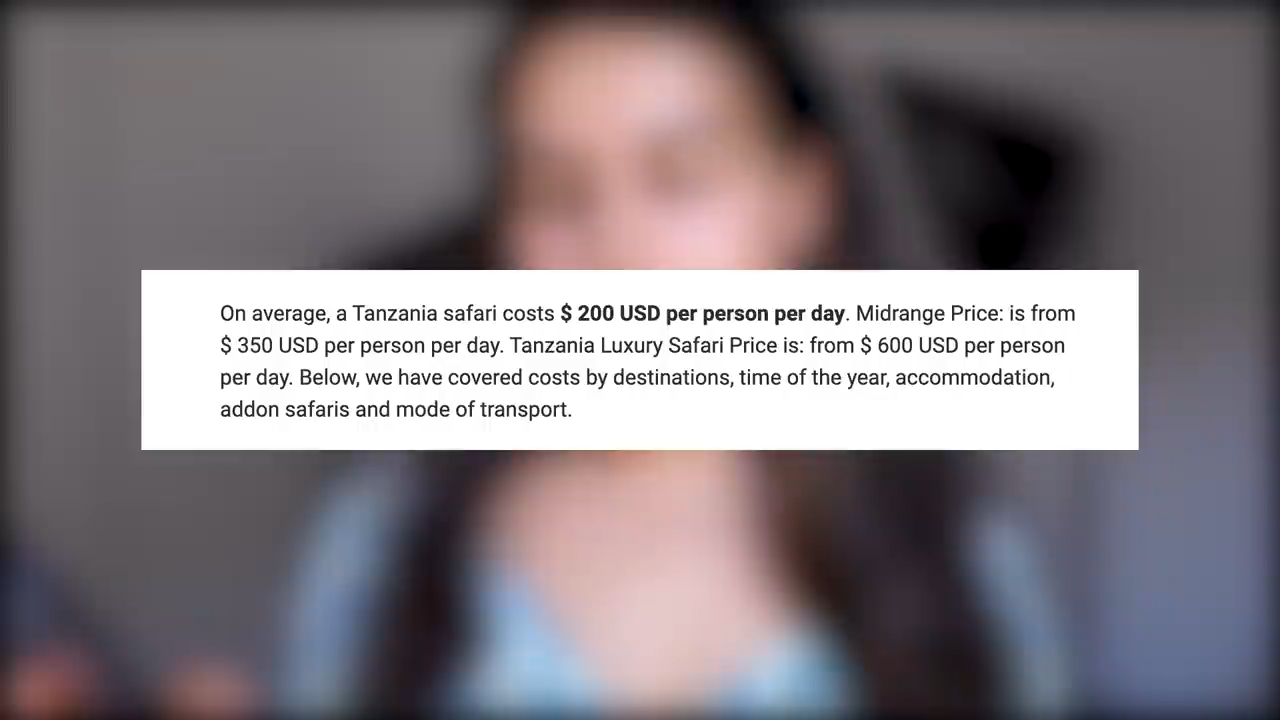 On average, a Tanzania safari costs $ 200 USD per person per day. Midrange Price: is from
$ 350 USD per person per day. Tanzania Luxury Safari Price is: from $ 600 USD per person
per day. Below, we have covered costs by destinations, time of the year, accommodation,
addon safaris and mode of transport.